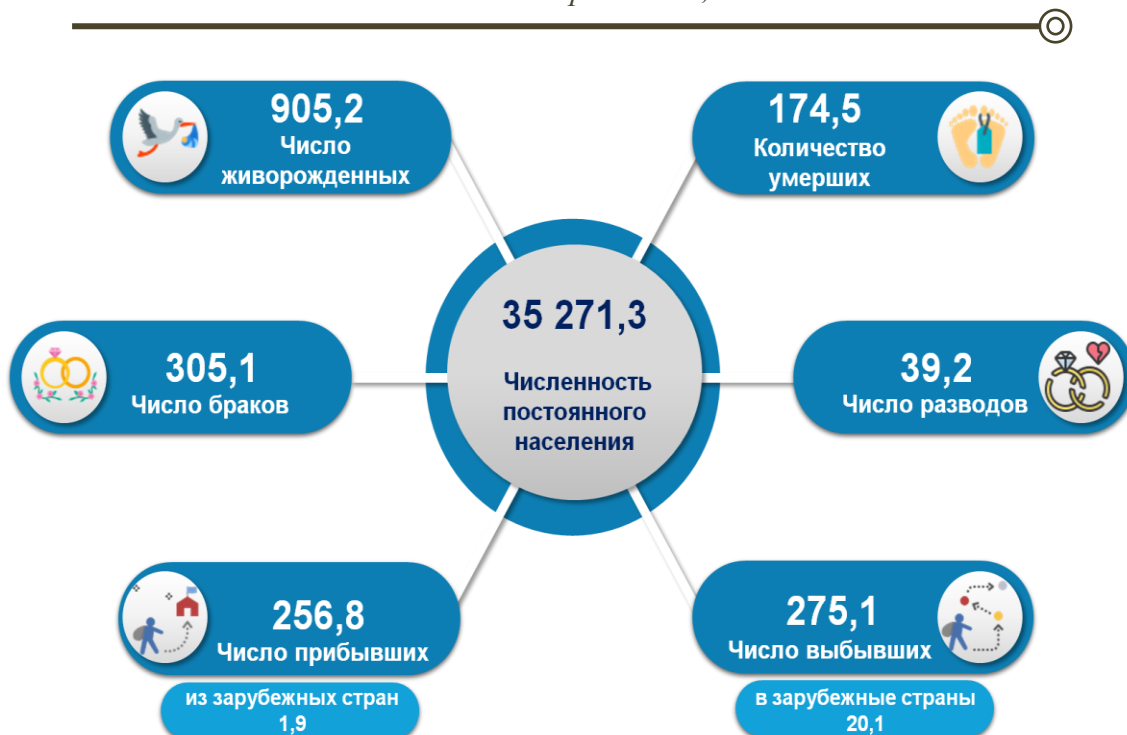 905,2
Число
живорожденных
174,5
Количество
умерших
35 271,3
Численность
постоянного
населения
305,1
Число браков
39,2
Число разводов
256,8
Число прибывших
из зарубежных стран
1,9
275,1
Число выбывших
в зарубежные страны
20,1